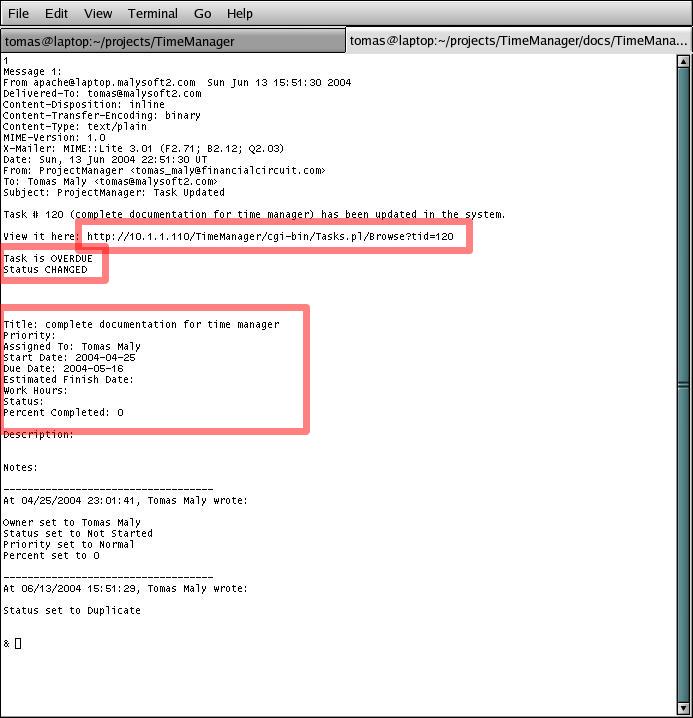 File Edit View Terminal Go Help
tomas@laptop:~/projects/TimeManager
tomas@laptop:~/projects/TimeManager/docs/TimeMana...
1
Message 1:
From apache@laptop.malysoft2.com  Sun Jun 13 15:51:30 2004
Delivered-To: tomas@malysoft2.com
Content-Disposition: inline
Content-Transfer-Encoding: binary
Content-Type: text/plain
MIME-Version: 1.0
X-Mailer: MIME::Lite 3.01 (F2.71; B2.12; Q2.03)
Date: Sun, 13 Jun 2004 22:51:30 UT
From: ProjectManager <tomas_maly@financialcircuit.com>
To: Tomas Maly <tomas@malysoft2.com>
Subject: ProjectManager: Task Updated
Task # 120 (complete documentation for time manager) has been updated in the system.
View it here: http://10.1.1.110/TimeManager/cgi-bin/Tasks.pl/Browse?tid=120
Task is OVERDUE
Status CHANGED
Title: complete documentation for time manager
Priority:
Assigned To: Tomas Maly
Start Date: 2004-04-25
Due Date: 2004-05-16
Estimated Finish Date:
Work Hours:
Status:
Percent Completed: 0
Description:
Notes:
-----------------------------------
At 04/25/2004 23:01:41, Tomas Maly wrote:
Owner set to Tomas Maly
Status set to Not Started
Priority set to Normal
Percent set to 0
-----------------------------------
At 06/13/2004 15:51:29, Tomas Maly wrote:
Status set to Duplicate
&